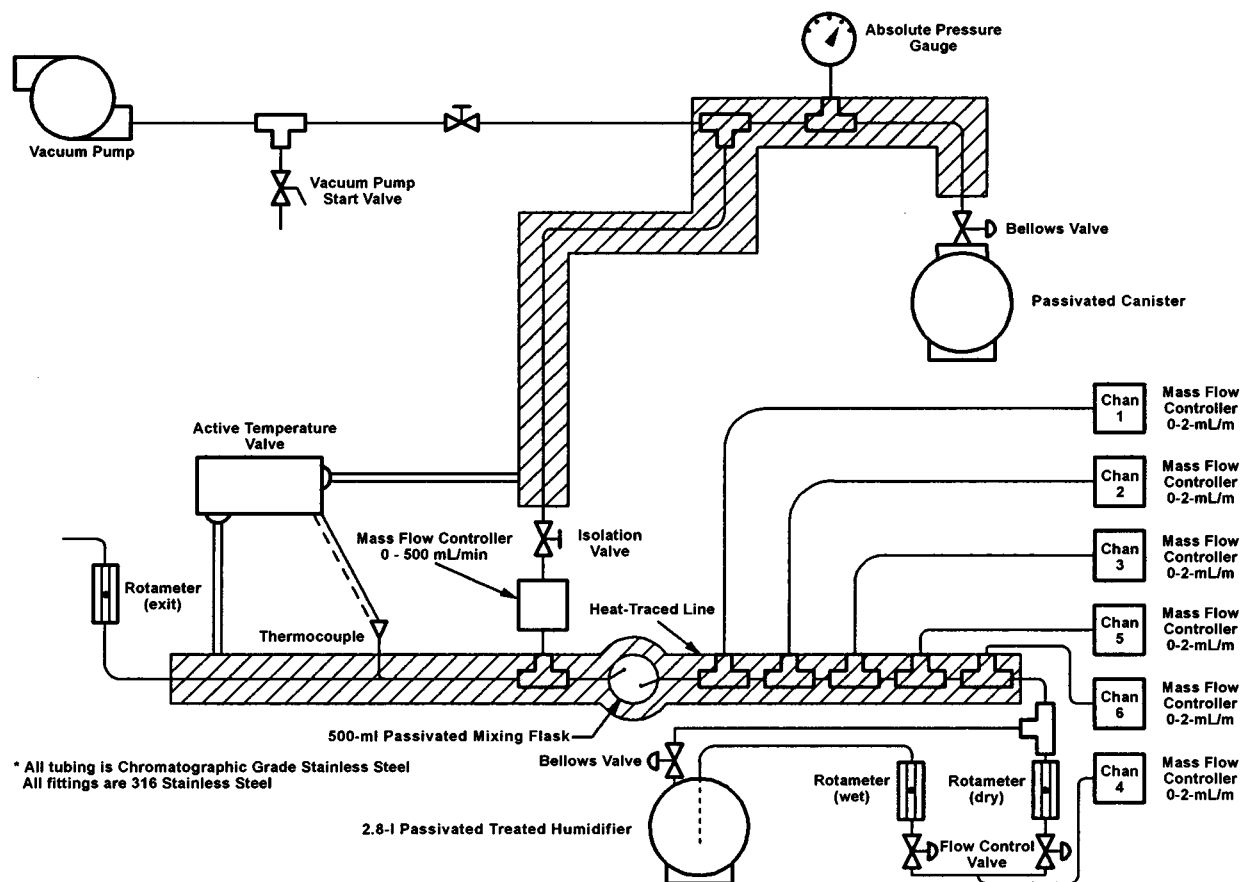 Absolute Pressure
Gauge
Vacuum Pump
Vacuum Pump
Start Valve
Bellows Valve
Passivated Canister
Chan
1
Mass Flow
Controller
0-2-mL/m
Active Temperature
Valve
Chan
2
Mass Flow
Controller
0-2-mL/m
Mass Flow Controller
0 - 500 mL/min
Isolation
Valve
Chan
3
Mass Flow
Controller
0-2-mL/m
Rotameter
(exit)
Heat-Traced Line
Thermocouple
Chan
5
Mass Flow
Controller
0-2-mL/m
Chan
6
Mass Flow
Controller
0-2-mL/m
500-ml Passivated Mixing Flask
Bellows Valve
* All tubing is Chromatographic Grade Stainless Steel
All fittings are 316 Stainless Steel
Rotameter
(wet)
Rotameter
(dry)
Chan
4
Mass Flow
Controller
0-2-mL/m
2.8-l Passivated Treated Humidifier
Flow Control
Valve